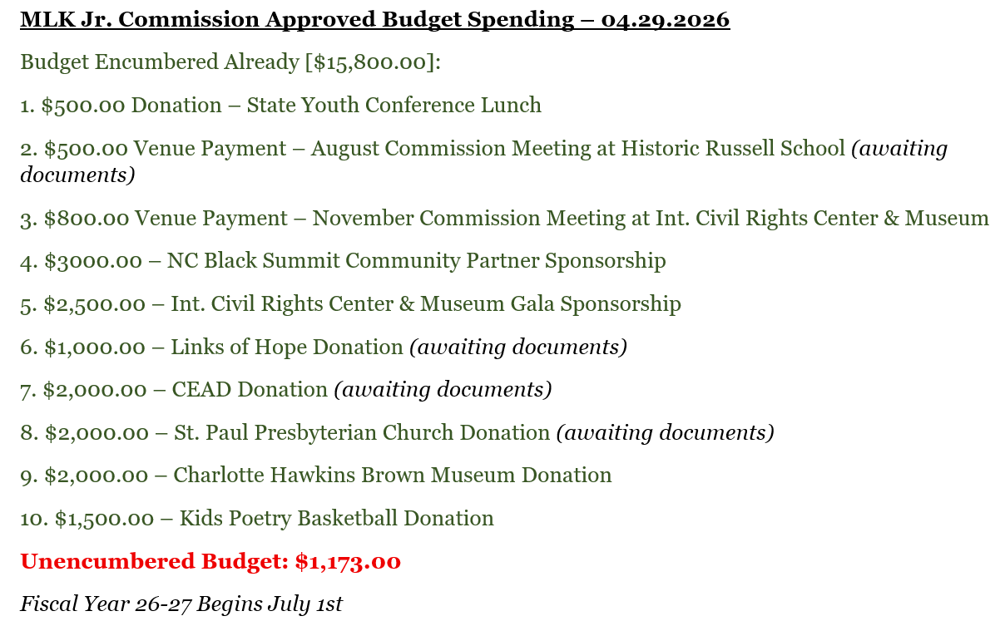 MLK Jr. Commission Approved Budget Spending – 04.29.2026
Budget Encumbered Already [$15,800.00]:
1. $500.00 Donation – State Youth Conference Lunch
2. $500.00 Venue Payment – August Commission Meeting at Historic Russell School (awaiting
documents)
3. $800.00 Venue Payment – November Commission Meeting at Int. Civil Rights Center & Museum
4. $3000.00 – NC Black Summit Community Partner Sponsorship
5. $2,500.00 – Int. Civil Rights Center & Museum Gala Sponsorship
6. $1,000.00 – Links of Hope Donation (awaiting documents)
7. $2,000.00 – CEAD Donation (awaiting documents)
8. $2,000.00 – St. Paul Presbyterian Church Donation (awaiting documents)
9. $2,000.00 – Charlotte Hawkins Brown Museum Donation
10. $1,500.00 – Kids Poetry Basketball Donation
Unencumbered Budget: $1,173.00
Fiscal Year 26-27 Begins July 1st